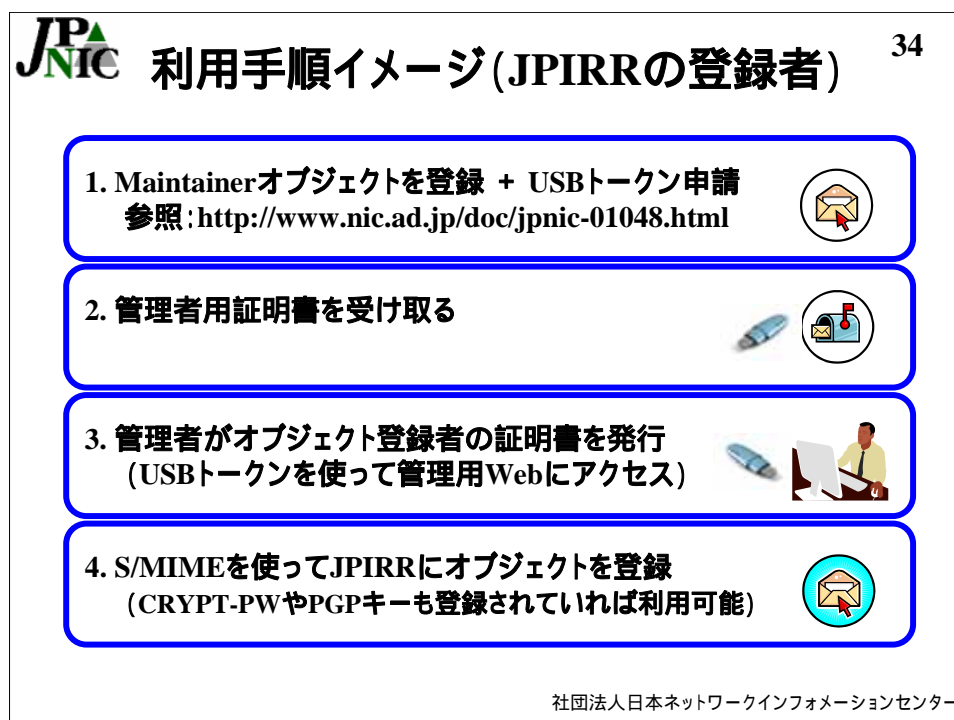 JPNIC
利用手順イメージ(JPIRRの登録者)
34
1. Maintainerオブジェクトを登録 + USBトークン申請
参照:http://www.nic.ad.jp/doc/jpnic-01048.html
2. 管理者用証明書を受け取る
3. 管理者がオブジェクト登録者の証明書を発行
(USBトークンを使って管理用Webにアクセス)
4. S/MIMEを使ってJPIRRにオブジェクトを登録
(CRYPT-PWやPGPキーも登録されていれば利用可能)
社団法人日本ネットワークインフォメーションセンター